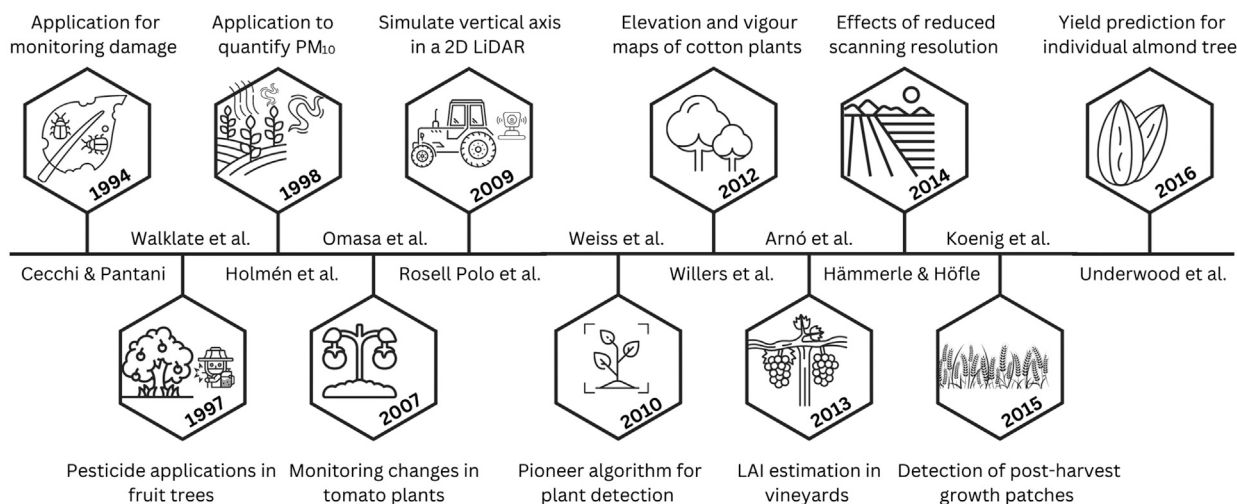 Application for
monitoring damage
Application to
quantify PM₁₀
Simulate vertical axis
in a 2D LiDAR
Elevation and vigour
maps of cotton plants
Effects of reduced
scanning resolution
Yield prediction for
individual almond tree
1994
1998
2009
2012
2014
2016
Walklate et al.
Omasa et al.
Weiss et al.
Arnó et al.
Koenig et al.
Cecchi & Pantani
Holmén et al.
Rosell Polo et al.
Willers et al.
Hämmerle & Höfle
Underwood et al.
1997
2007
2010
2013
2015
Pesticide applications in
fruit trees
Monitoring changes in
tomato plants
Pioneer algorithm for
plant detection
LAI estimation in
vineyards
Detection of post-harvest
growth patches